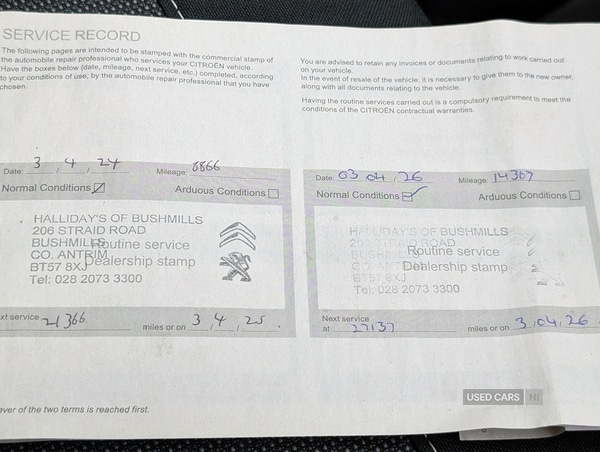 SERVICE RECORD
The following pages are intended to be stamped with the commercial stamp of
the automobile repair professional who services your CITROËN vehicle.
Have the boxes below (date, mileage, next service, etc.) completed, according
to your conditions of use, by the automobile repair professional that you have
chosen.
Date: 3 , 4 , 24 Mileage: 8866
Normal Conditions Arduous Conditions
HALLIDAY'S OF BUSHMILLS
206 STRAID ROAD
BUSHMILLS
Routine service
CO. ANTRIM
Dealership stamp
BT57 8XJ
Tel: 028 2073 3300
xt service 21366 miles or on 3 , 4 , 25 .
ever of the two terms is reached first.
You are advised to retain any invoices or documents relating to work carried out
on your vehicle.
In the event of resale of the vehicle, it is necessary to give them to the new owner,
along with all documents relating to the vehicle.
Having the routine services carried out is a compulsory requirement to meet the
conditions of the CITROËN contractual warranties.
Date: 03 04 , 26 Mileage: 14307
Normal Conditions Arduous Conditions
HALLIDAY'S OF BUSHMILLS
206 STRAID ROAD
Routine service
BUSHMILLS
Dealership stamp
BT57 8XJ
Tel: 028 2073 3300
Next service
at 27137 miles or on 3 , 04 , 26 .
USED CARS NI